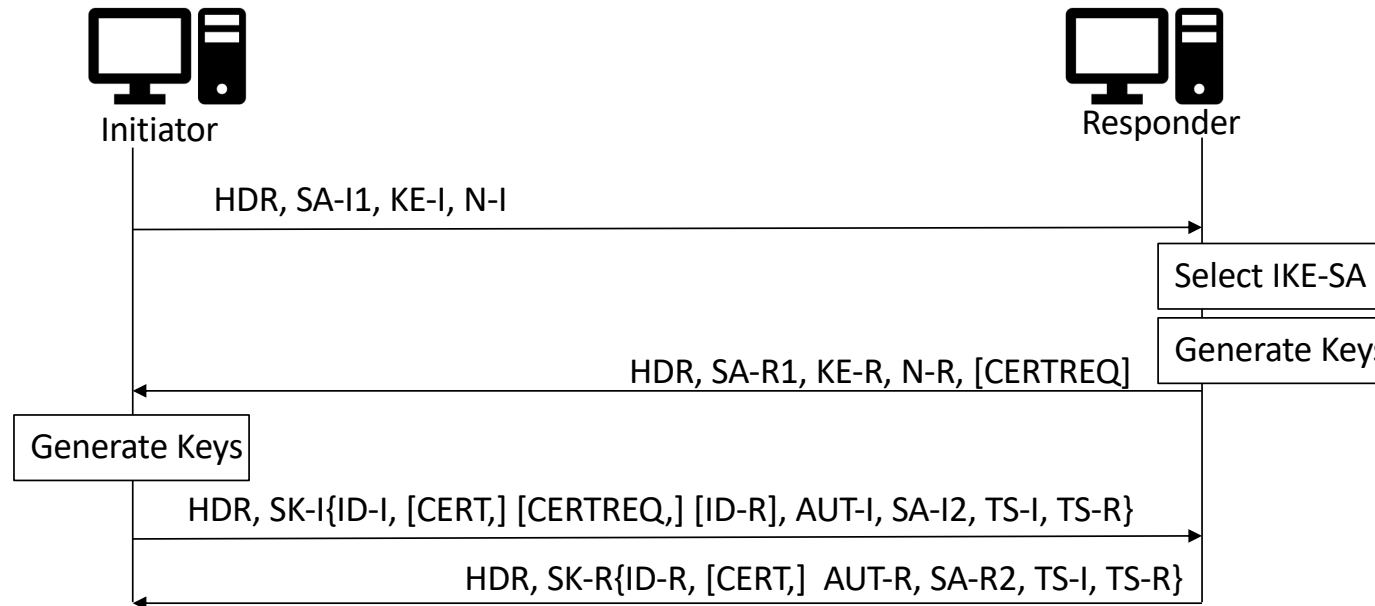 Initiator
Responder
HDR, SA-I1, KE-I, N-I
Select IKE-SA
Generate Keys
HDR, SA-R1, KE-R, N-R, [CERTREQ]
Generate Keys
HDR, SK-I{ID-I, [CERT,] [CERTREQ,] [ID-R], AUT-I, SA-I2, TS-I, TS-R}
HDR, SK-R{ID-R, [CERT,] AUT-R, SA-R2, TS-I, TS-R}